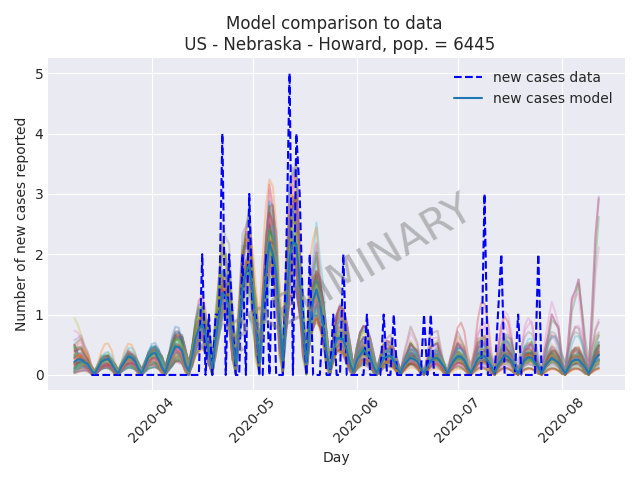 Model comparison to data
US - Nebraska - Howard, pop. = 6445
new cases data
new cases model
Number of new cases reported
5
4
3
2
1
0
2020-04
2020-05
2020-06
2020-07
2020-08
Day